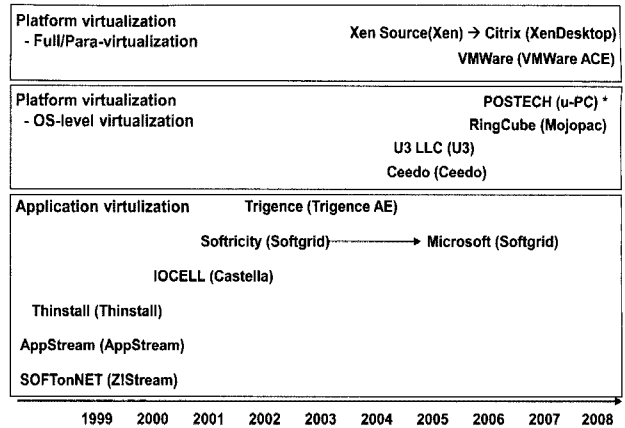 Platform virtualization
- Full/Para-virtualization
Xen Source(Xen) → Citrix (XenDesktop)
VMWare (VMWare ACE)
Platform virtualization
- OS-level virtualization
POSTECH (u-PC) *
RingCube (Mojopac)
U3 LLC (U3)
Ceedo (Ceedo)
Application virtulization
Trigence (Trigence AE)
Softricity (Softgrid) → Microsoft (Softgrid)
IOCELL (Castella)
Thinstall (Thinstall)
AppStream (AppStream)
SOFTonNET (Z!Stream)
1999 2000 2001 2002 2003 2004 2005 2006 2007 2008